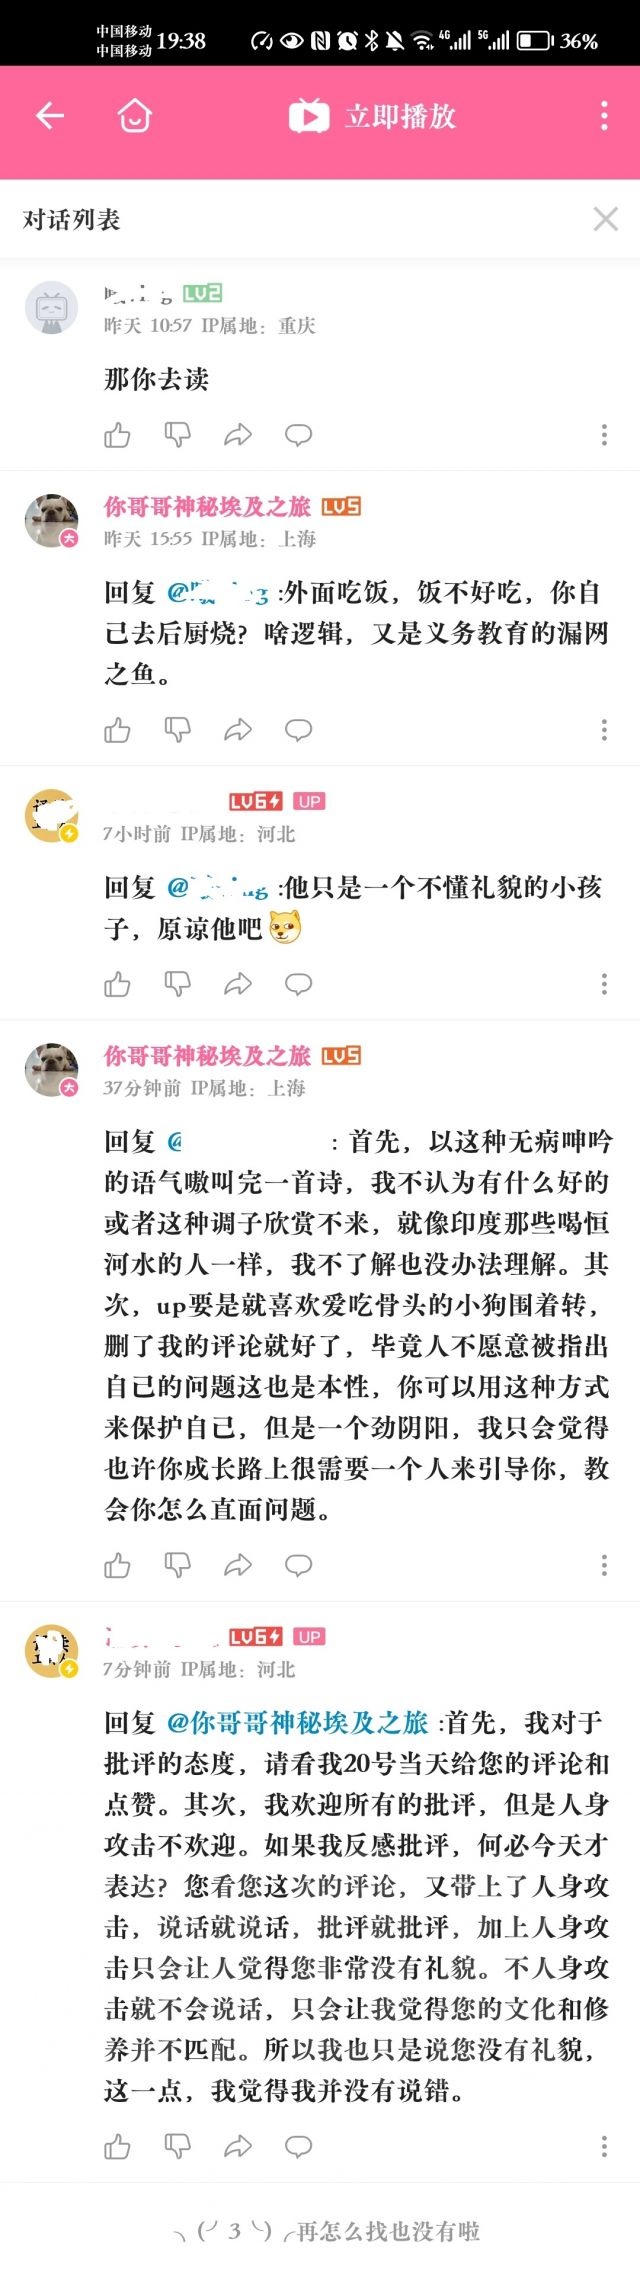 中国移动
中国移动 19:38 4G 5G 36%
立即播放
对话列表
LV2
昨天 10:57 IP属地：重庆
那你去读
你哥哥神秘埃及之旅 LV5
大
昨天 15:55 IP属地：上海
回复 @ g :外面吃饭，饭不好吃，你自
己去后厨烧？啥逻辑，又是义务教育的漏网
之鱼。
LV6 UP
7小时前 IP属地：河北
回复 @ ng :他只是一个不懂礼貌的小孩
子，原谅他吧
你哥哥神秘埃及之旅 LV5
大
37分钟前 IP属地：上海
回复 @ : 首先，以这种无病呻吟
的语气嗷叫完一首诗，我不认为有什么好的
或者这种调子欣赏不来，就像印度那些喝恒
河水的人一样，我不了解也没办法理解。其
次，up要是就喜欢爱吃骨头的小狗围着转，
删了我的评论就好了，毕竟人不愿意被指出
自己的问题这也是本性，你可以用这种方式
来保护自己，但是一个劲阴阳，我只会觉得
也许你成长路上很需要一个人来引导你，教
会你怎么直面问题。
LV6 UP
7分钟前 IP属地：河北
回复 @你哥哥神秘埃及之旅 :首先，我对于
批评的态度，请看我20号当天给您的评论和
点赞。其次，我欢迎所有的批评，但是人身
攻击不欢迎。如果我反感批评，何必今天才
表达？您看您这次的评论，又带上了人身攻
击，说话就说话，批评就批评，加上人身攻
击只会让人觉得您非常没有礼貌。不人身攻
击就不会说话，只会让我觉得您的文化和修
养并不匹配。所以我也只是说您没有礼貌，
这一点，我觉得我并没有说错。
╮(╯3╰)╭再怎么找也没有啦